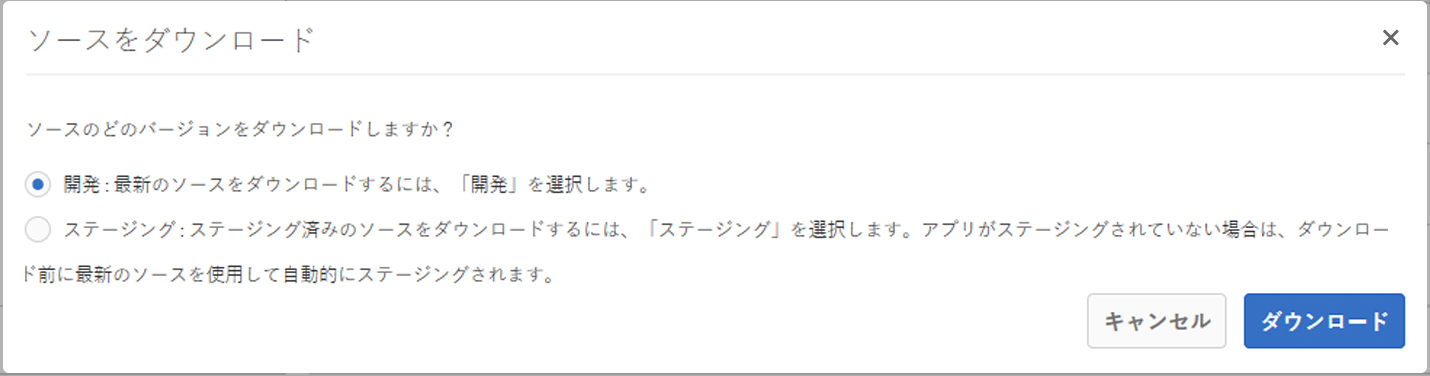 ソースをダウンロード
ソースのどのバージョンをダウンロードしますか？
開発 : 最新のソースをダウンロードするには、「開発」を選択します。
ステージング : ステージング済みのソースをダウンロードするには、「ステージング」を選択します。アプリがステージングされていない場合は、ダウンロー
ド前に最新のソースを使用して自動的にステージングされます。
キャンセル ダウンロード